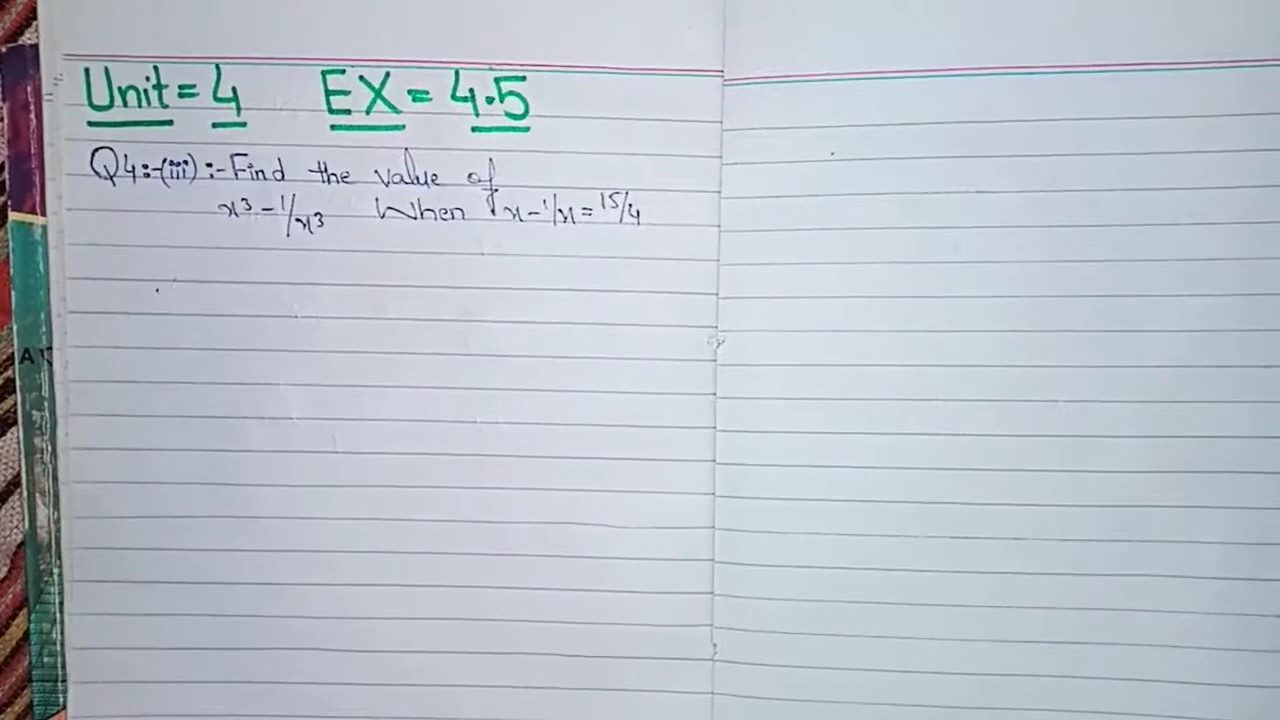 Unit = 4 EX = 4.5
Q4:-(iii):- Find the value of
x³ - 1/x³ When x - 1/x = 15/4
A